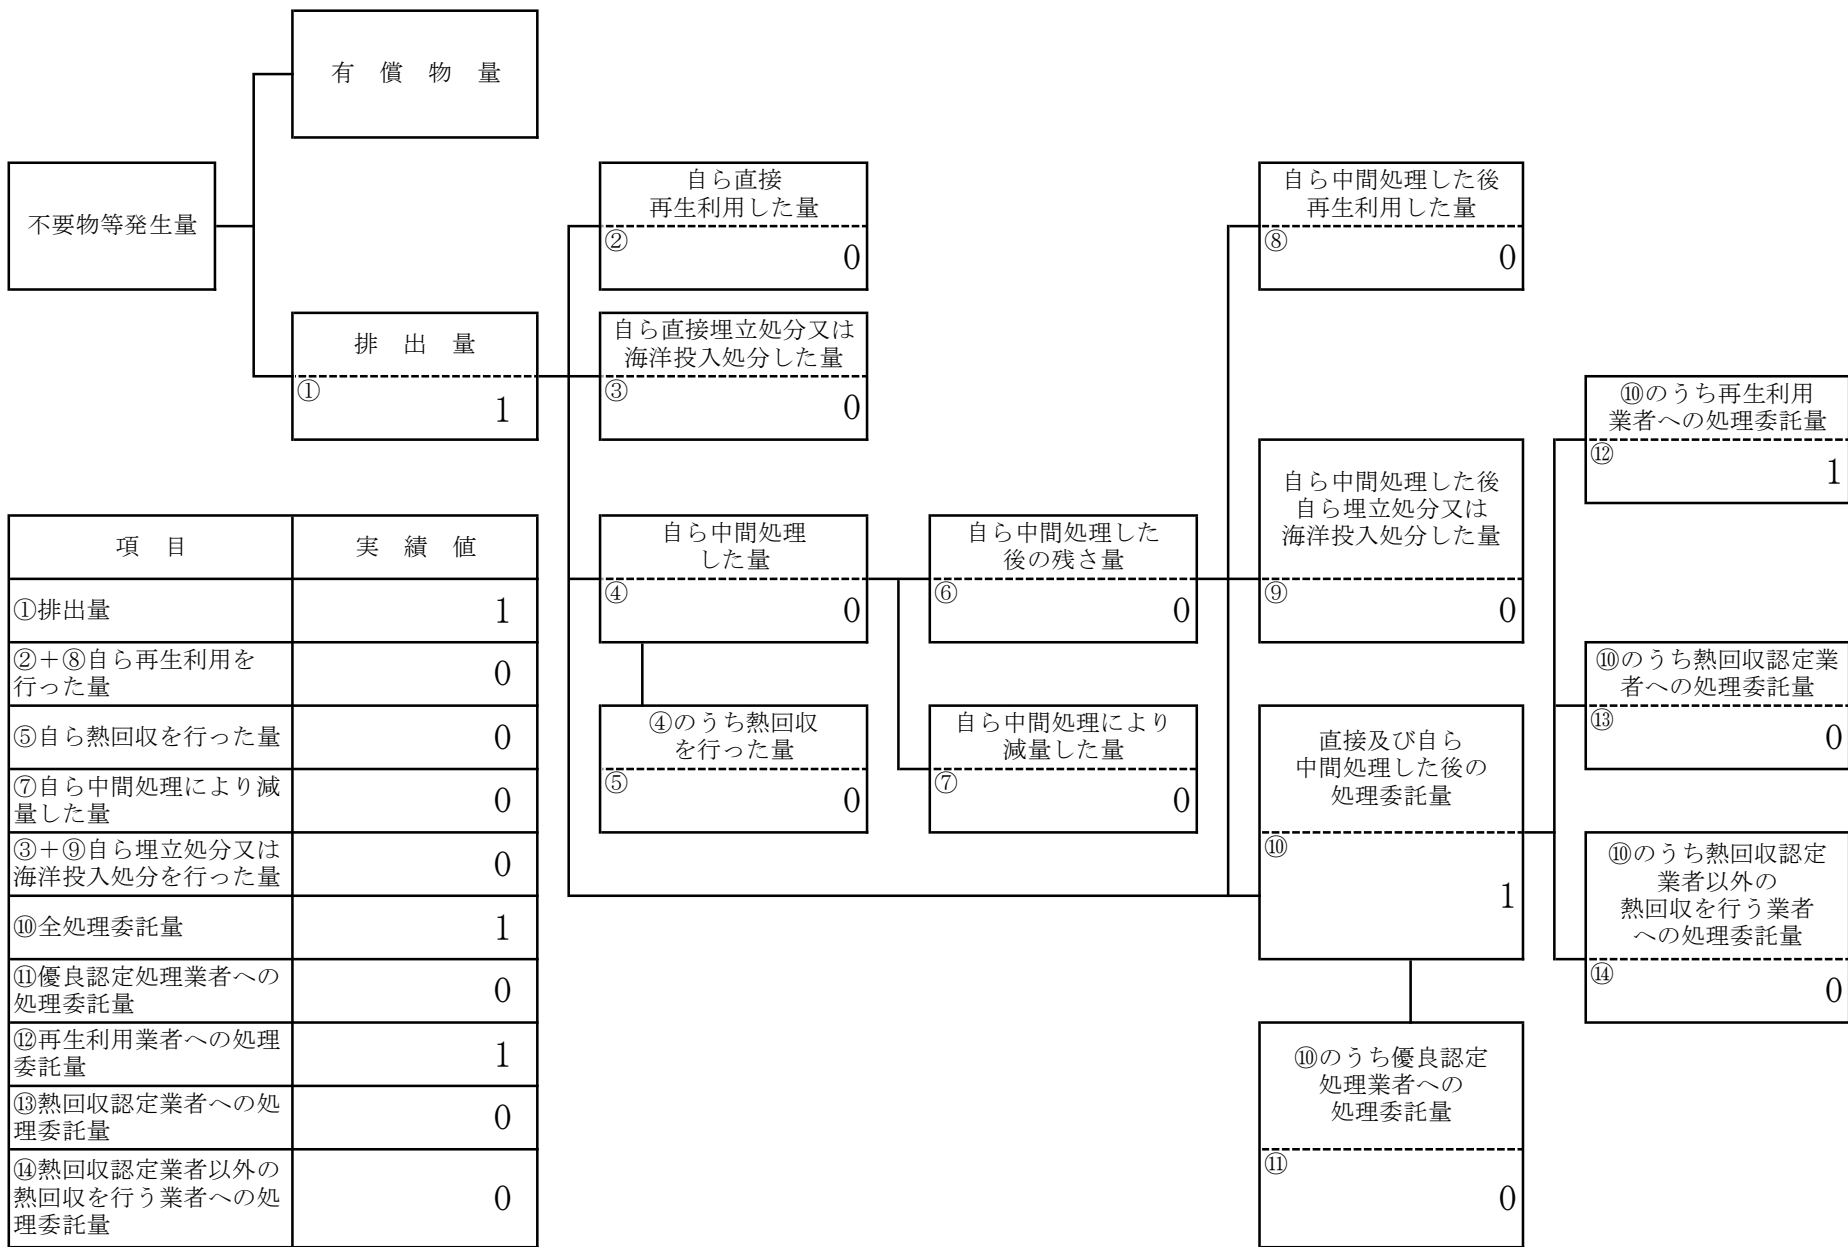 有　償　物　量
不要物等発生量
自ら直接
再生利用した量
②
0
自ら中間処理した後
再生利用した量
⑧
0
排　出　量
①
1
自ら直接埋立処分又は
海洋投入処分した量
③
0
⑩のうち再生利用
業者への処理委託量
⑫
1
自ら中間処理した後
自ら埋立処分又は
海洋投入処分した量
⑨
0
自ら中間処理
した量
④
0
自ら中間処理した
後の残さ量
⑥
0
⑩のうち熱回収認定業
者への処理委託量
⑬
0
④のうち熱回収
を行った量
⑤
0
自ら中間処理により
減量した量
⑦
0
直接及び自ら
中間処理した後の
処理委託量
⑩
1
⑩のうち熱回収認定
業者以外の
熱回収を行う業者
への処理委託量
⑭
0
⑩のうち優良認定
処理業者への
処理委託量
⑪
0
項　目　実　績　値
①排出量　1
②＋⑧自ら再生利用を
行った量　0
⑤自ら熱回収を行った量　0
⑦自ら中間処理により減
量した量　0
③＋⑨自ら埋立処分又は
海洋投入処分を行った量　0
⑩全処理委託量　1
⑪優良認定処理業者への
処理委託量　0
⑫再生利用業者への処理
委託量　1
⑬熱回収認定業者への処
理委託量　0
⑭熱回収認定業者以外の
熱回収を行う業者への処　0
理委託量